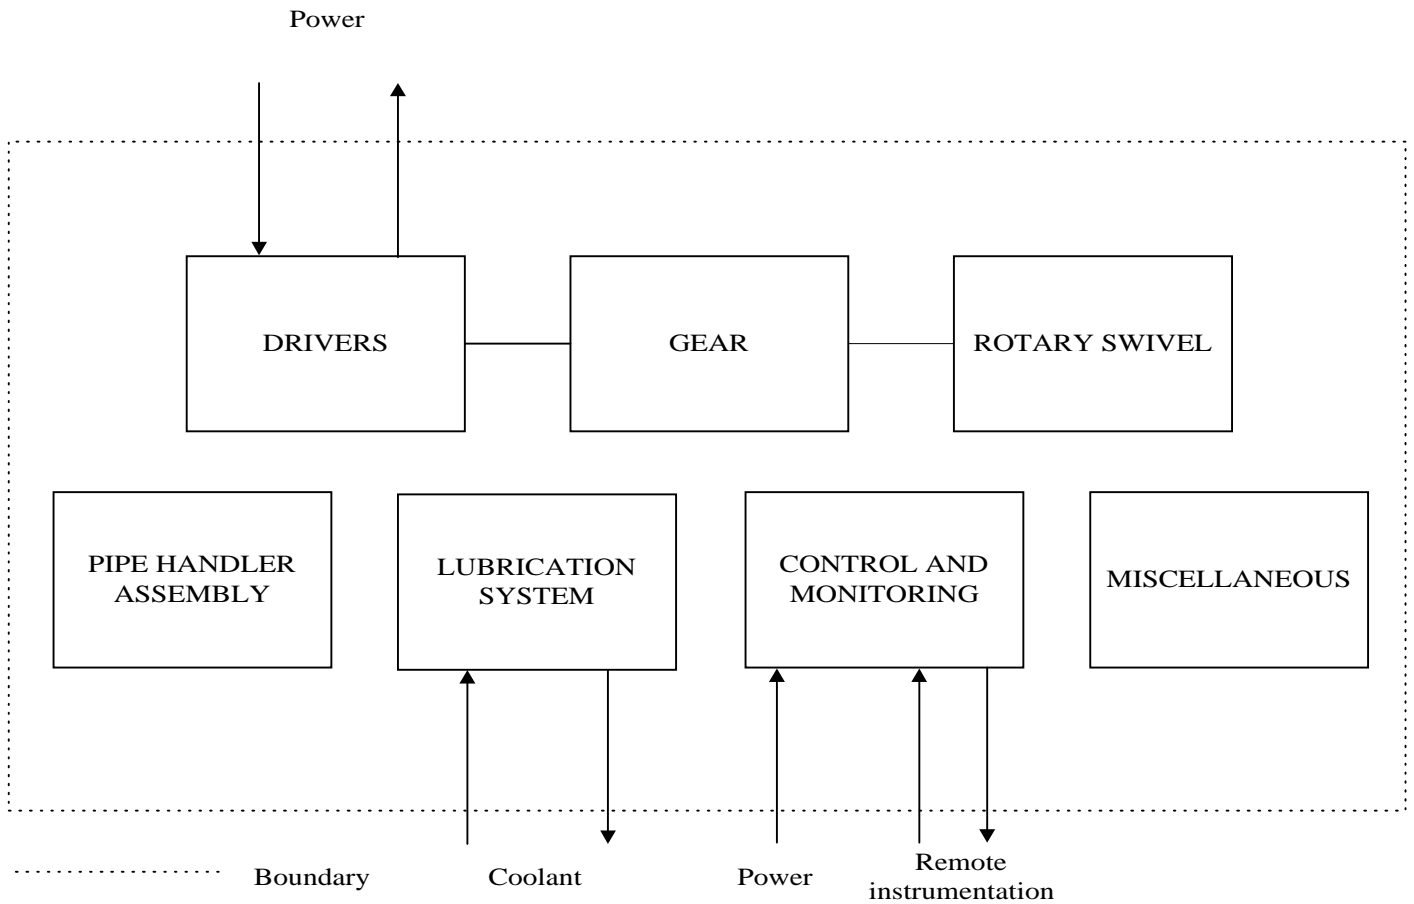 Power
DRIVERS
GEAR
ROTARY SWIVEL
PIPE HANDLER
ASSEMBLY
LUBRICATION
SYSTEM
CONTROL AND
MONITORING
MISCELLANEOUS
Boundary
Coolant
Power
Remote
instrumentation